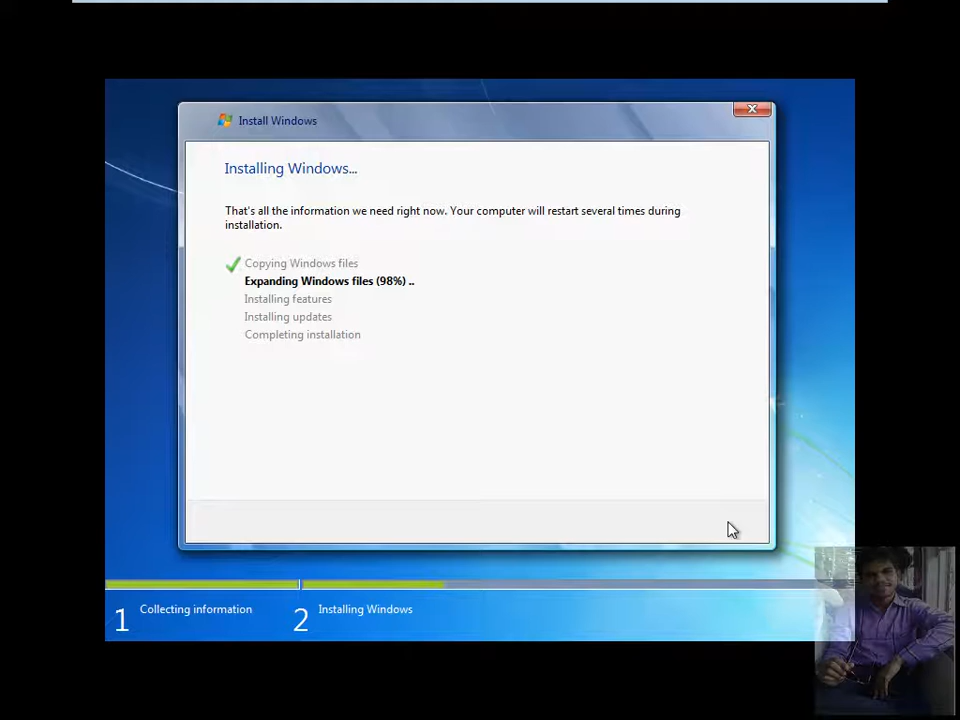 Install Windows
Installing Windows...
That's all the information we need right now. Your computer will restart several times during
installation.
Copying Windows files
Expanding Windows files (98%) ..
Installing features
Installing updates
Completing installation
1 Collecting information
2 Installing Windows